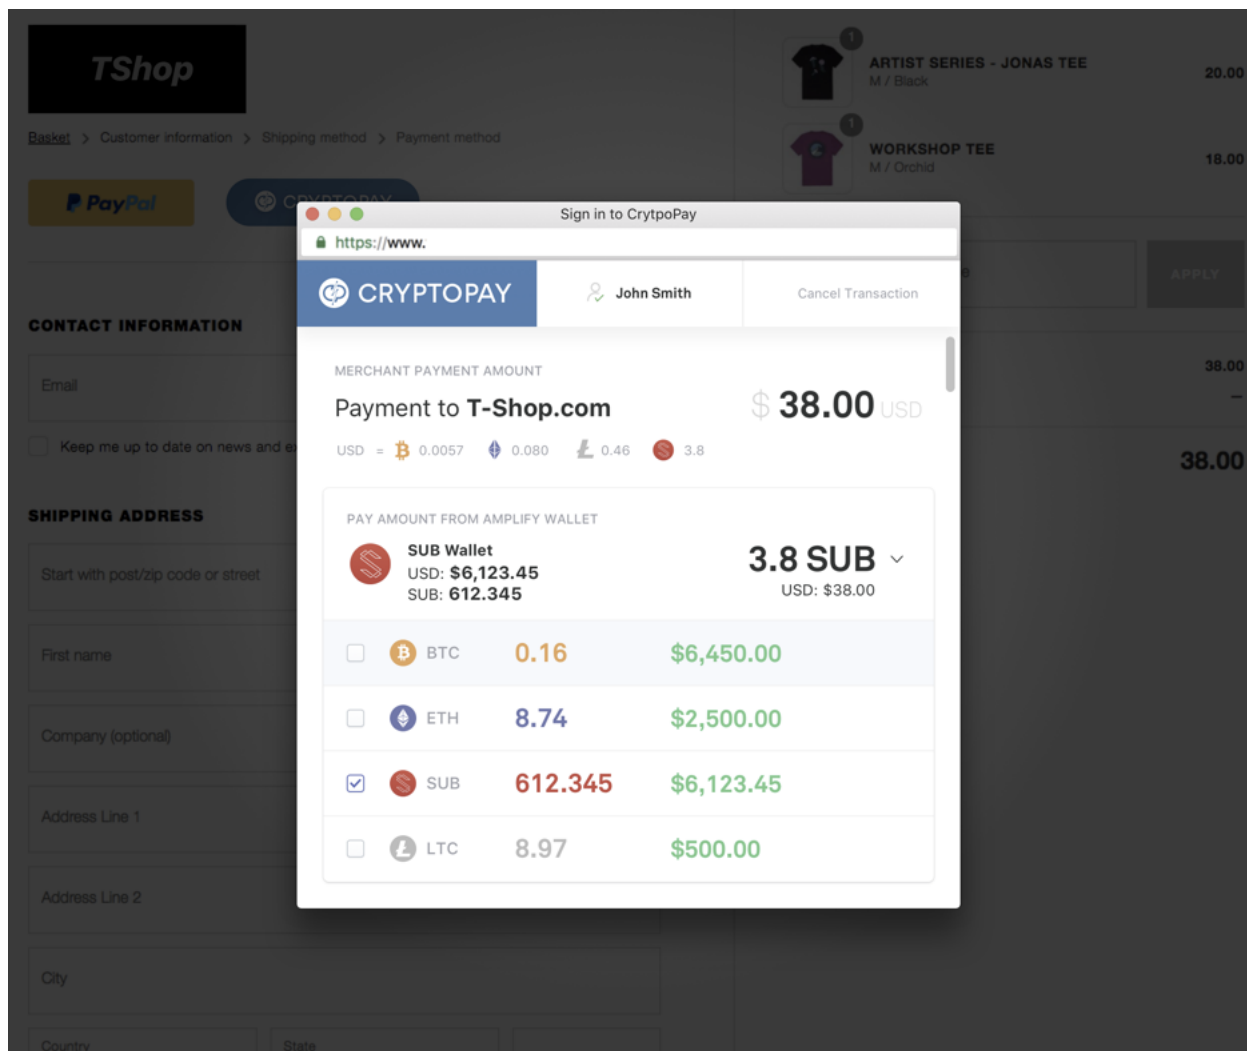 TShop
Basket > Customer information > Shipping method > Payment method
PayPal
CRYPTOPAY
CONTACT INFORMATION
Email
Keep me up to date on news and ex
SHIPPING ADDRESS
Start with post/zip code or street
First name
Company (optional)
Address Line 1
Address Line 2
City
Country
State
1
ARTIST SERIES - JONAS TEE
M / Black
20.00
1
WORKSHOP TEE
M / Orchid
18.00
e
APPLY
38.00
–
38.00
Sign in to CrytpoPay
https://www.
CRYPTOPAY
John Smith
Cancel Transaction
MERCHANT PAYMENT AMOUNT
Payment to T-Shop.com
$ 38.00 USD
USD = 0.0057 0.080 0.46 3.8
PAY AMOUNT FROM AMPLIFY WALLET
SUB Wallet
USD: $6,123.45
SUB: 612.345
3.8 SUB
USD: $38.00
BTC 0.16 $6,450.00
ETH 8.74 $2,500.00
SUB 612.345 $6,123.45
LTC 8.97 $500.00